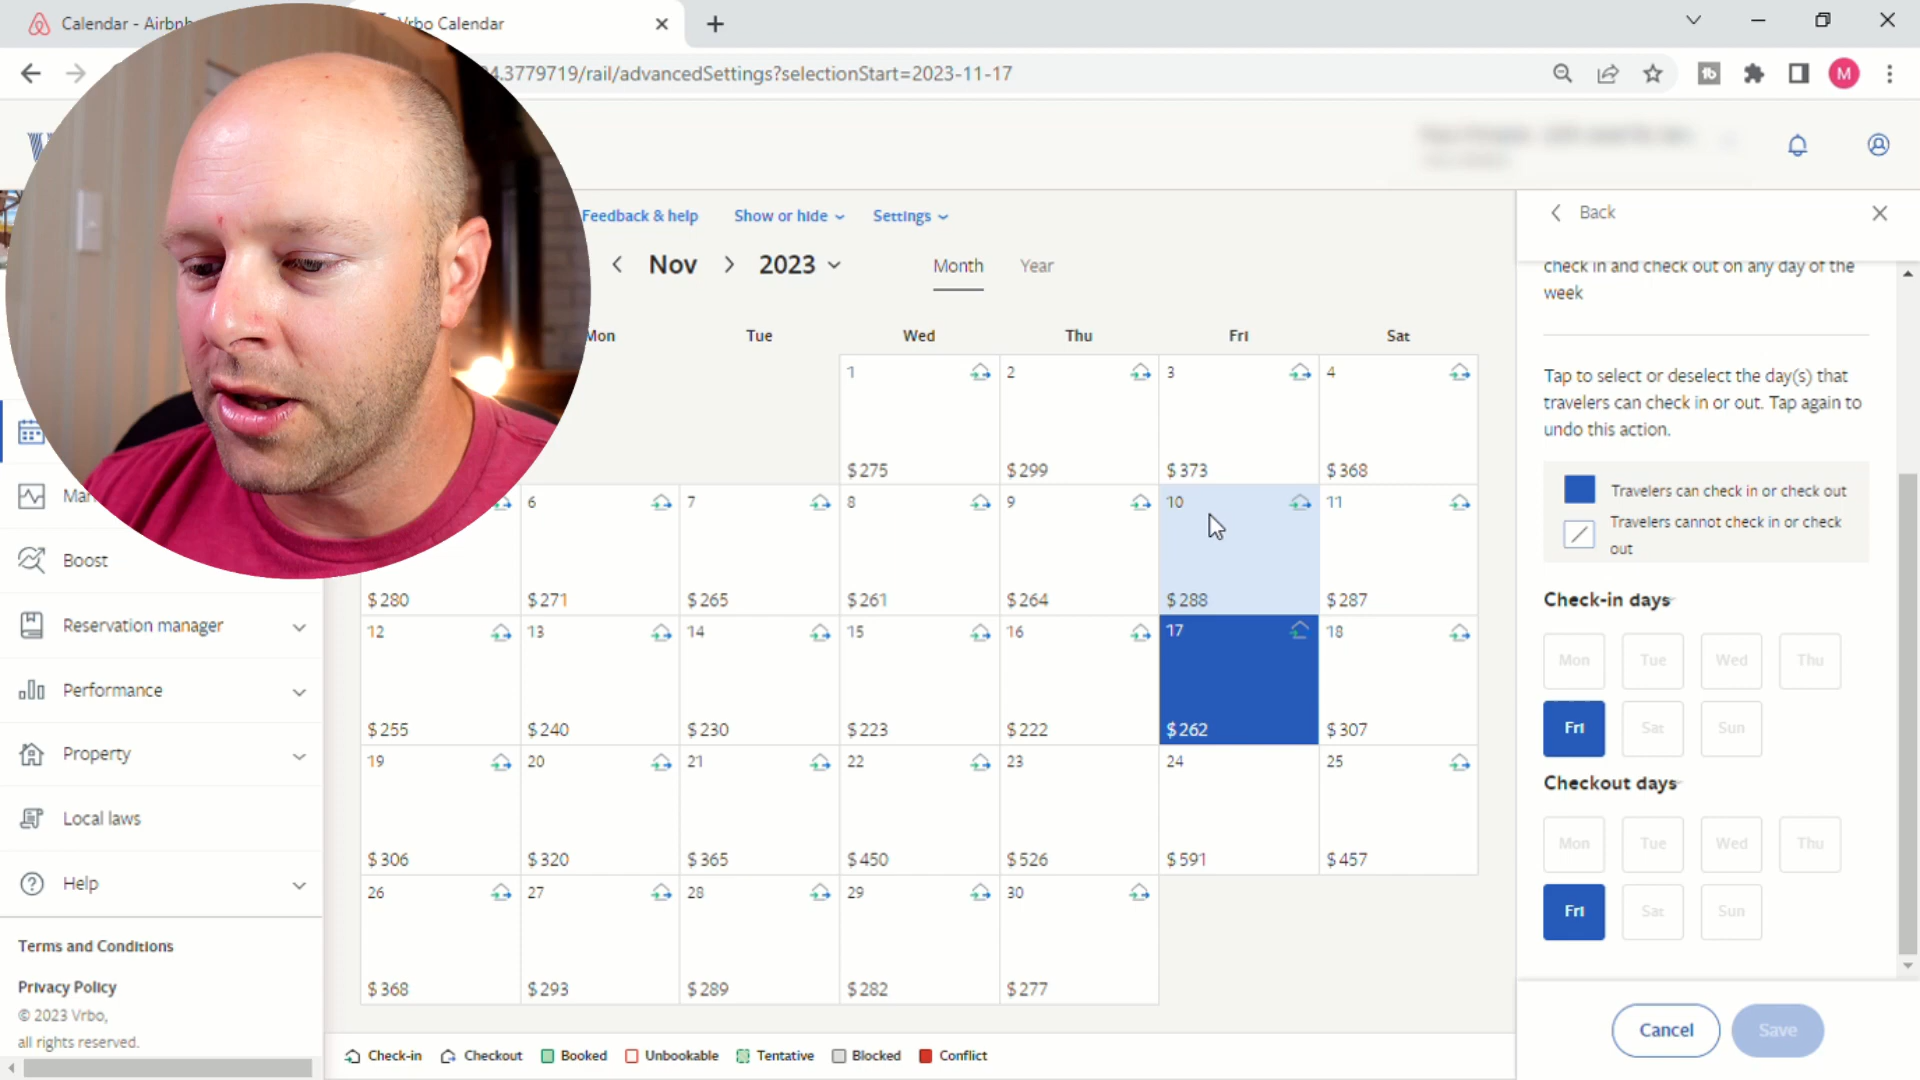 Calendar - Airbnb
Vrbo Calendar
4.3779719/rail/advancedSettings?selectionStart=2023-11-17
M
Feedback & help
Show or hide
Settings
Back
Nov
2023
Month
Year
check in and check out on any day of the
week
Mon
Tue
Wed
Thu
Fri
Sat
1
2
3
4
$275
$299
$373
$368
6
7
8
9
10
11
$280
$271
$265
$261
$264
$288
$287
12
13
14
15
16
17
18
$255
$240
$230
$223
$222
$262
$307
19
20
21
22
23
24
25
$306
$320
$365
$450
$526
$591
$457
26
27
28
29
30
$368
$293
$289
$282
$277
Check-in
Checkout
Booked
Unbookable
Tentative
Blocked
Conflict
Boost
Reservation manager
Performance
Property
Local laws
Help
Terms and Conditions
Privacy Policy
© 2023 Vrbo,
all rights reserved.
Tap to select or deselect the day(s) that
travelers can check in or out. Tap again to
undo this action.
Travelers can check in or check out
Travelers cannot check in or check
out
Check-in days
Mon
Tue
Wed
Thu
Fri
Sat
Sun
Checkout days
Mon
Tue
Wed
Thu
Fri
Sat
Sun
Cancel
Save